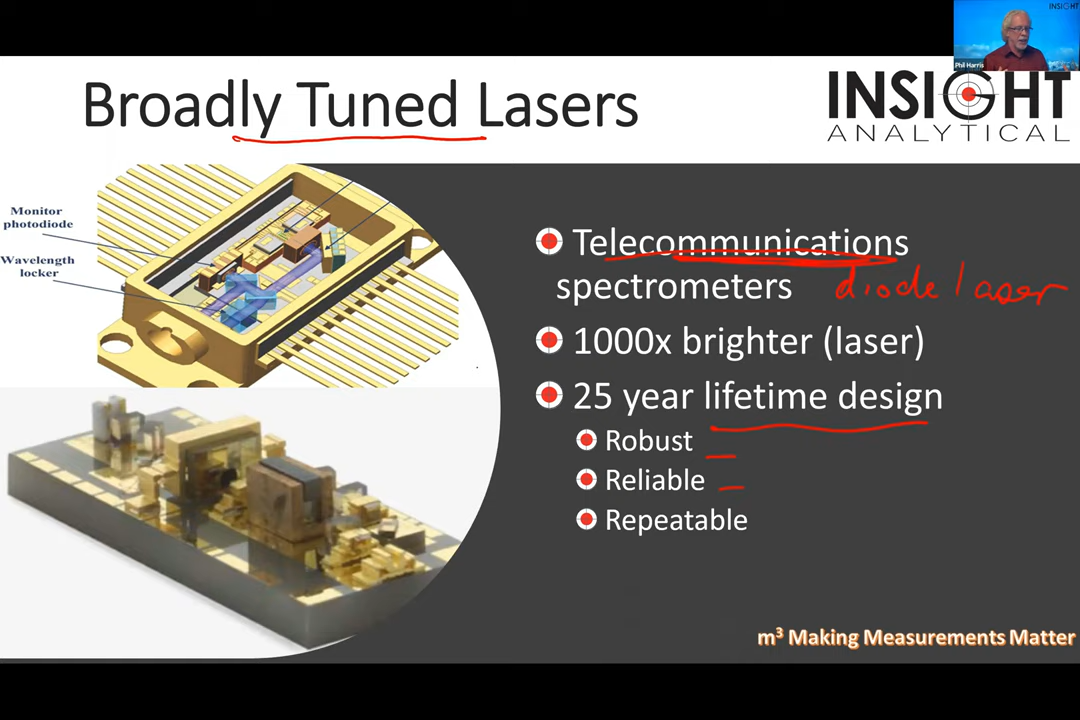 INSIGHT
Phil Harris
Broadly Tuned Lasers
INSIGHT
ANALYTICAL
Monitor
photodiode
Wavelength
locker
Telecommunications
spectrometers diode laser
1000x brighter (laser)
25 year lifetime design
Robust
Reliable
Repeatable
m³ Making Measurements Matter